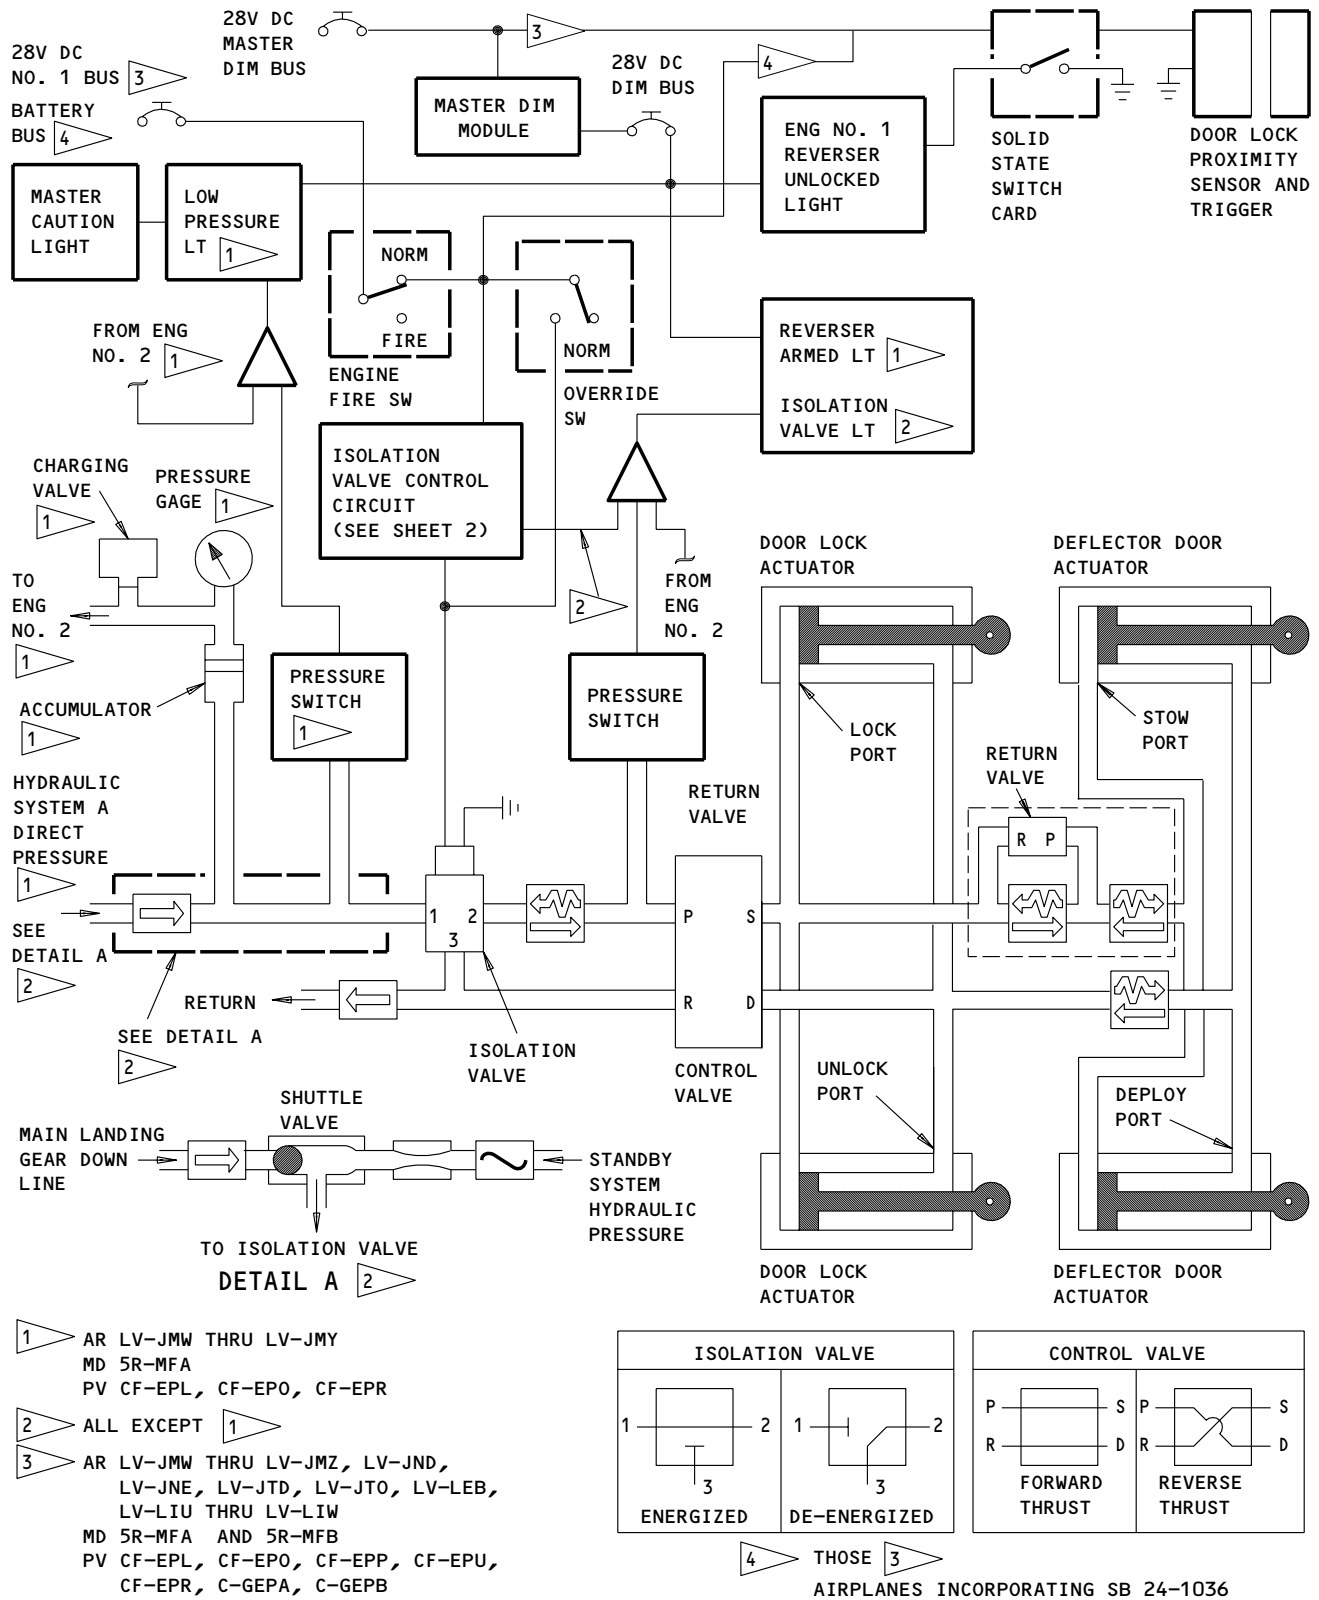 28V DC
MASTER
DIM BUS
3
28V DC
NO. 1 BUS 3
BATTERY
BUS 4
4
28V DC
DIM BUS
MASTER DIM
MODULE
ENG NO. 1
REVERSER
UNLOCKED
LIGHT
SOLID
STATE
SWITCH
CARD
DOOR LOCK
PROXIMITY
SENSOR AND
TRIGGER
MASTER
CAUTION
LIGHT
LOW
PRESSURE
LT 1
NORM
FIRE
ENGINE
FIRE SW
NORM
OVERRIDE
SW
FROM ENG
NO. 2 1
REVERSER
ARMED LT 1
ISOLATION
VALVE LT 2
ISOLATION
VALVE CONTROL
CIRCUIT
(SEE SHEET 2)
CHARGING
VALVE
1
PRESSURE
GAGE 1
2
FROM
ENG
NO. 2
TO
ENG
NO. 2
1
ACCUMULATOR
1
PRESSURE
SWITCH
1
PRESSURE
SWITCH
DOOR LOCK
ACTUATOR
DEFLECTOR DOOR
ACTUATOR
LOCK
PORT
STOW
PORT
RETURN
VALVE
RETURN
VALVE
R P
HYDRAULIC
SYSTEM A
DIRECT
PRESSURE
1
SEE
DETAIL A
2
1 2
3
P S
R D
RETURN
SEE DETAIL A
2
ISOLATION
VALVE
CONTROL
VALVE
UNLOCK
PORT
DEPLOY
PORT
SHUTTLE
VALVE
MAIN LANDING
GEAR DOWN
LINE
STANDBY
SYSTEM
HYDRAULIC
PRESSURE
TO ISOLATION VALVE
DETAIL A 2
DOOR LOCK
ACTUATOR
DEFLECTOR DOOR
ACTUATOR
1 AR LV-JMW THRU LV-JMY
MD 5R-MFA
PV CF-EPL, CF-EPO, CF-EPR
2 ALL EXCEPT 1
3 AR LV-JMW THRU LV-JMZ, LV-JND,
LV-JNE, LV-JTD, LV-JTO, LV-LEB,
LV-LIU THRU LV-LIW
MD 5R-MFA AND 5R-MFB
PV CF-EPL, CF-EPO, CF-EPP, CF-EPU,
CF-EPR, C-GEPA, C-GEPB
ISOLATION VALVE
1 2
3
ENERGIZED
1 2
3
DE-ENERGIZED
CONTROL VALVE
P S
R D
FORWARD
THRUST
P S
R D
REVERSE
THRUST
4 THOSE 3
AIRPLANES INCORPORATING SB 24-1036